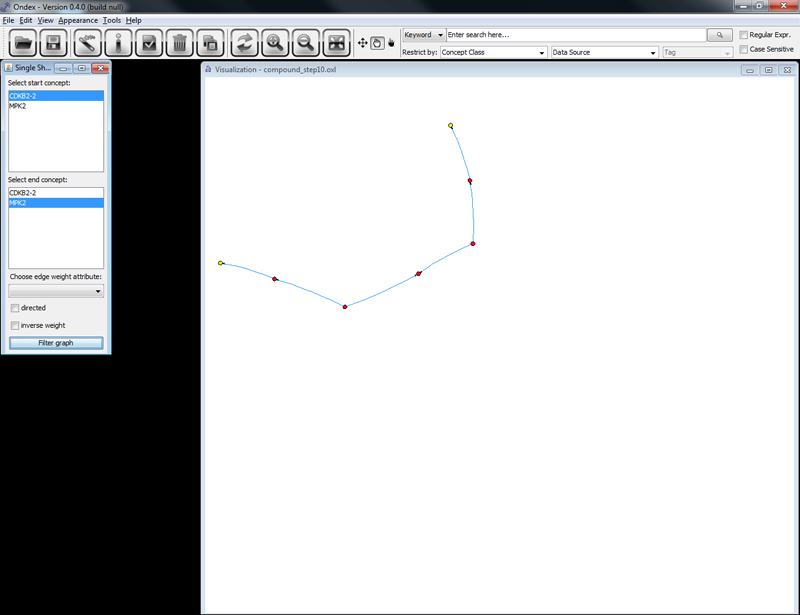 Ondex - Version 0.4.0 (build null)
File Edit View Appearance Tools Help
Keyword Enter search here... Regular Expr.
Restrict by: Concept Class Data Source Tag Case Sensitive
Single Sh...
Visualization - compound_step10.oxl
Select start concept:
CDKB2-2
MPK2
Select end concept:
CDKB2-2
MPK2
Choose edge weight attribute:
directed
inverse weight
Filter graph